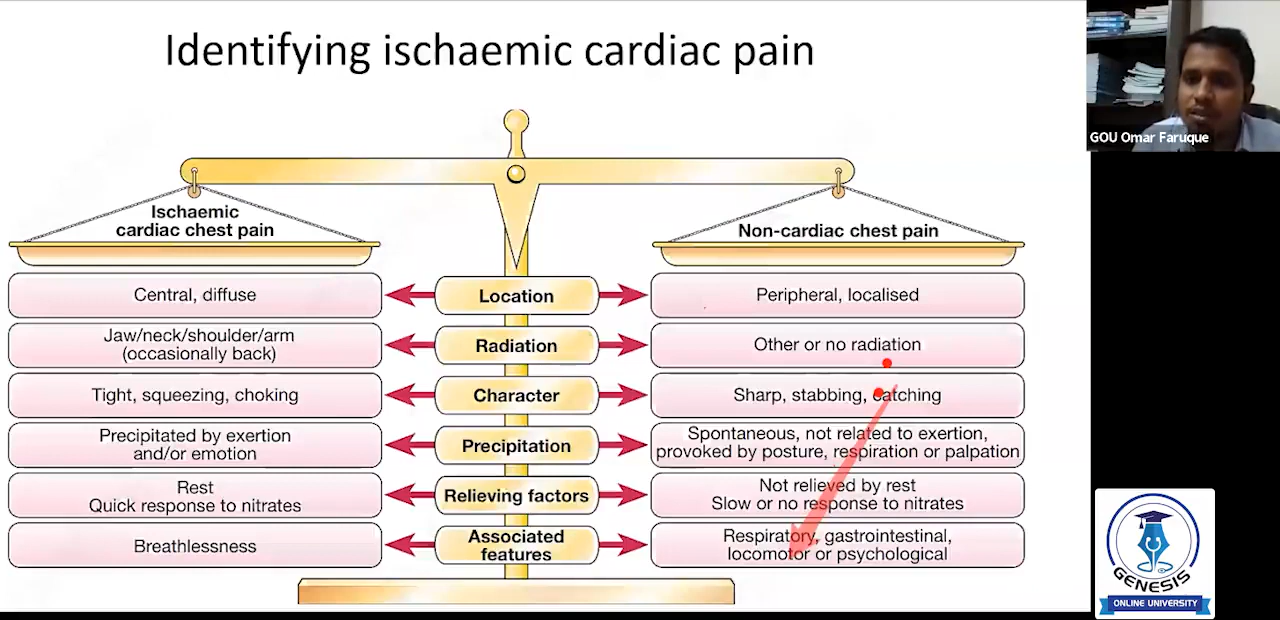 Identifying ischaemic cardiac pain
GOU Omar Faruque
Ischaemic
cardiac chest pain
Non-cardiac chest pain
Central, diffuse
Location
Peripheral, localised
Jaw/neck/shoulder/arm
(occasionally back)
Radiation
Other or no radiation
Tight, squeezing, choking
Character
Sharp, stabbing, catching
Precipitated by exertion
and/or emotion
Precipitation
Spontaneous, not related to exertion,
provoked by posture, respiration or palpation
Rest
Quick response to nitrates
Relieving factors
Not relieved by rest
Slow or no response to nitrates
Breathlessness
Associated
features
Respiratory, gastrointestinal,
locomotor or psychological
GENESIS
ONLINE UNIVERSITY